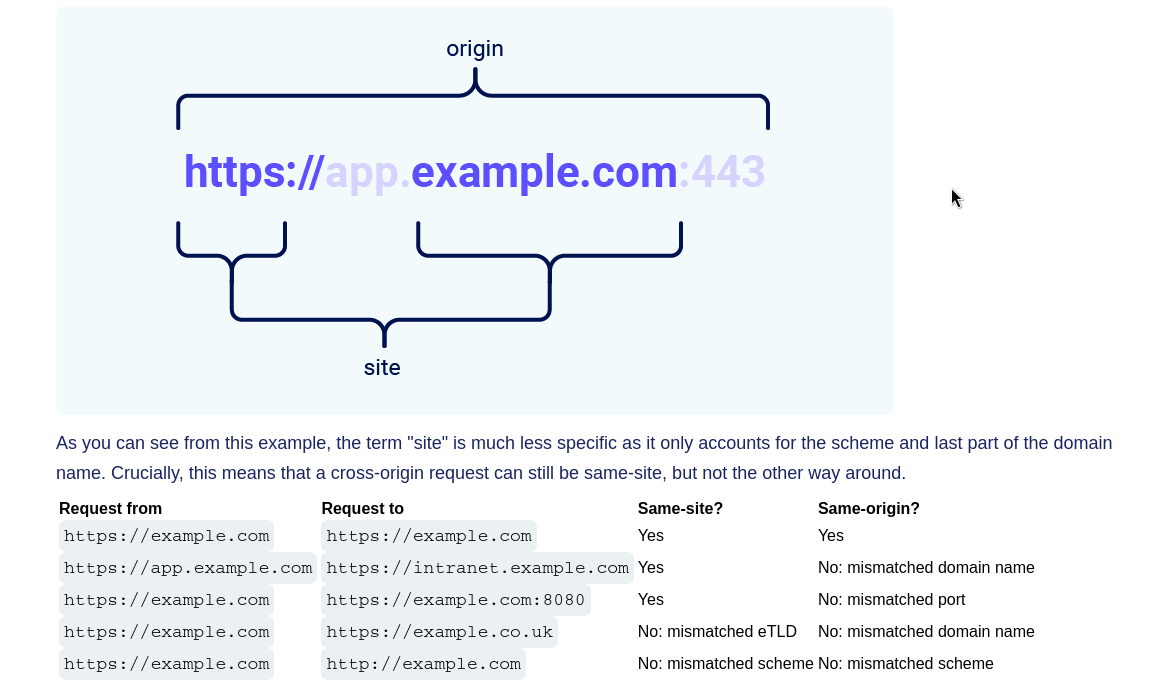 origin
https://app.example.com:443
site
As you can see from this example, the term "site" is much less specific as it only accounts for the scheme and last part of the domain
name. Crucially, this means that a cross-origin request can still be same-site, but not the other way around.
Request from Request to Same-site? Same-origin?
https://example.com https://example.com Yes Yes
https://app.example.com https://intranet.example.com Yes No: mismatched domain name
https://example.com https://example.com:8080 Yes No: mismatched port
https://example.com https://example.co.uk No: mismatched eTLD No: mismatched domain name
https://example.com http://example.com No: mismatched scheme No: mismatched scheme